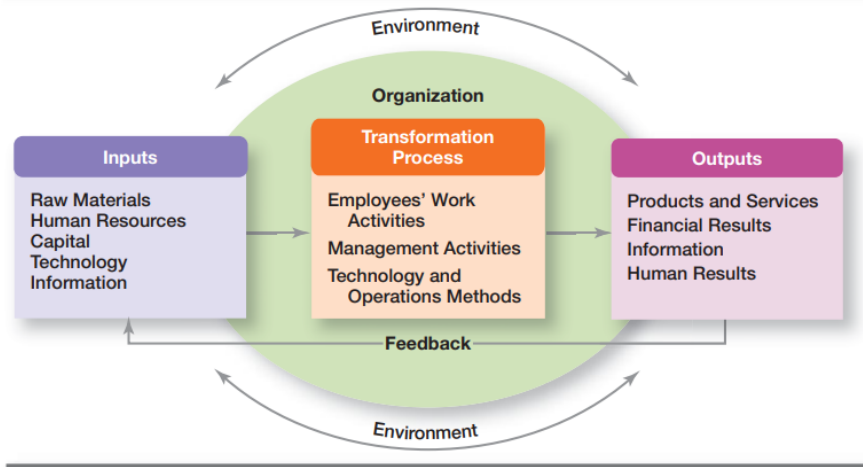 Environment
Organization
Inputs
Raw Materials
Human Resources
Capital
Technology
Information
Transformation
Process
Employees' Work
Activities
Management Activities
Technology and
Operations Methods
Outputs
Products and Services
Financial Results
Information
Human Results
Feedback
Environment